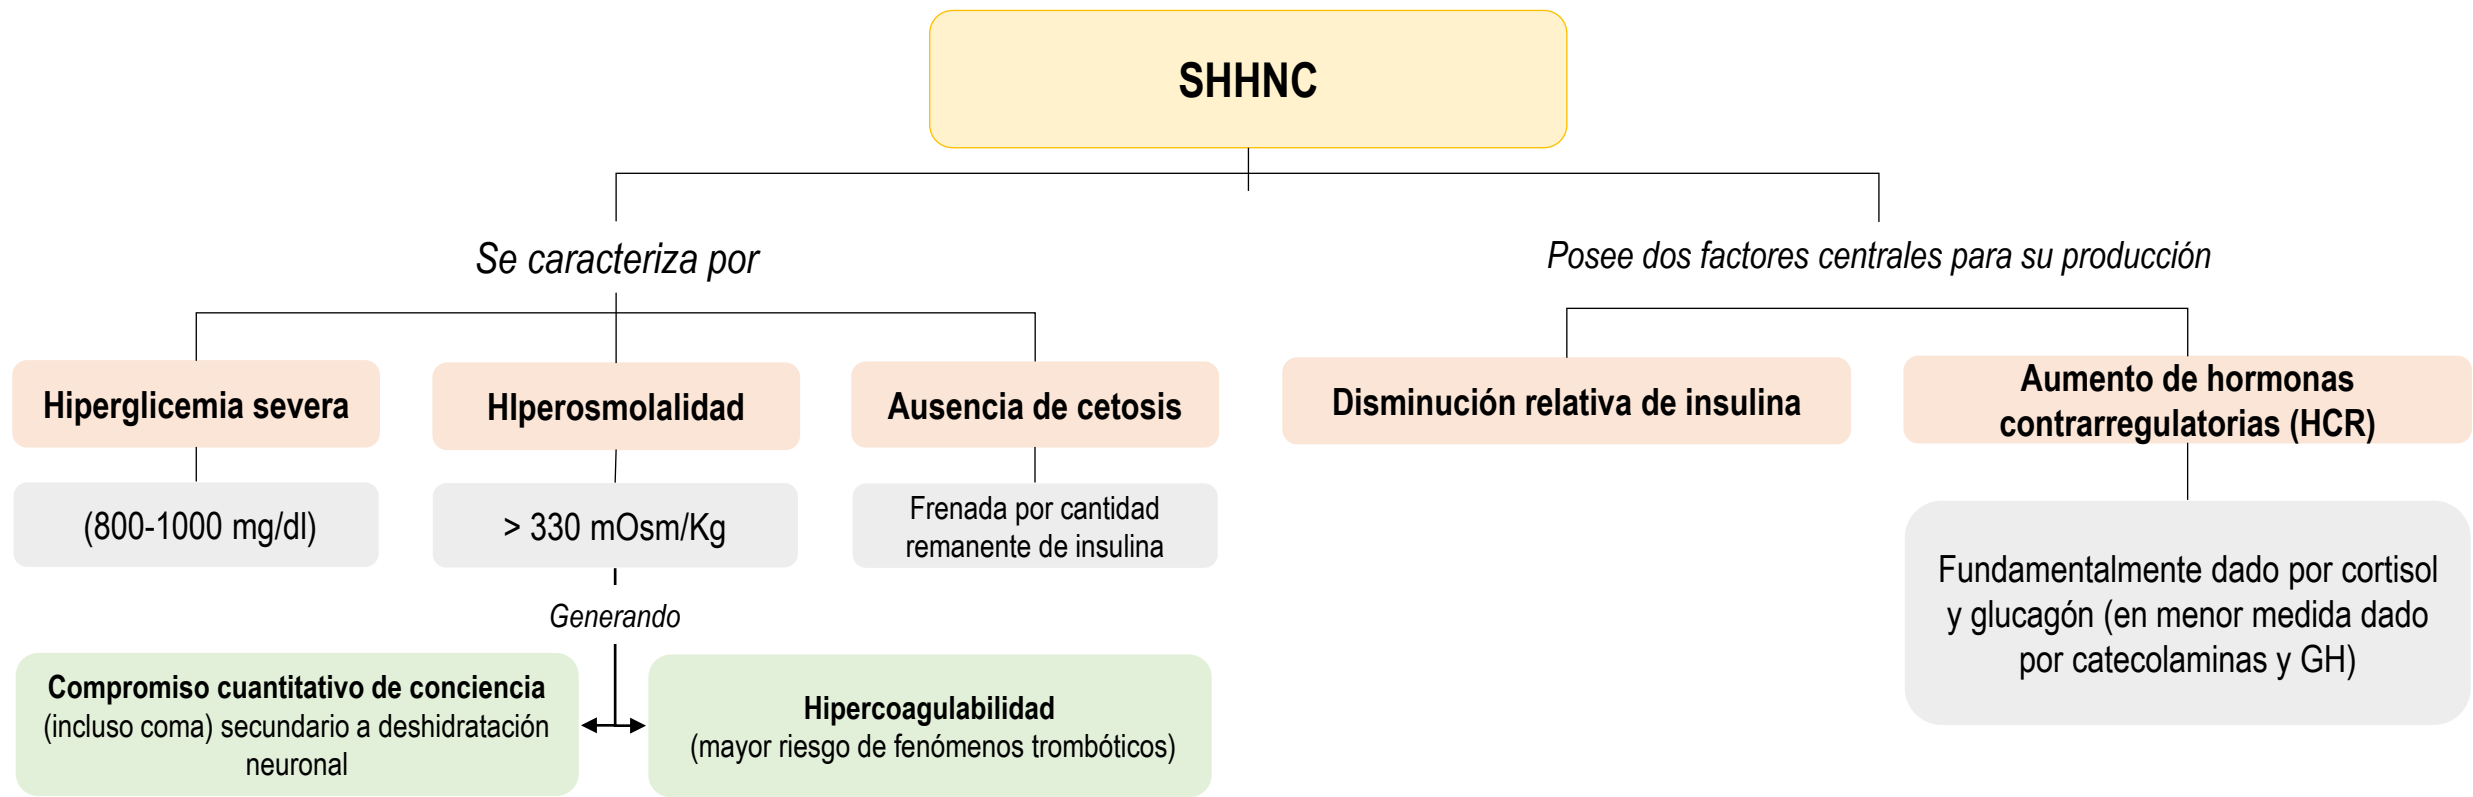 SHHNC
Se caracteriza por
Posee dos factores centrales para su producción
Hiperglicemia severa
HIperosmolalidad
Ausencia de cetosis
Disminución relativa de insulina
Aumento de hormonas
contrarregulatorias (HCR)
(800-1000 mg/dl)
> 330 mOsm/Kg
Frenada por cantidad
remanente de insulina
Fundamentalmente dado por cortisol
y glucagón (en menor medida dado
por catecolaminas y GH)
Generando
Compromiso cuantitativo de conciencia
(incluso coma) secundario a deshidratación
neuronal
Hipercoagulabilidad
(mayor riesgo de fenómenos trombóticos)